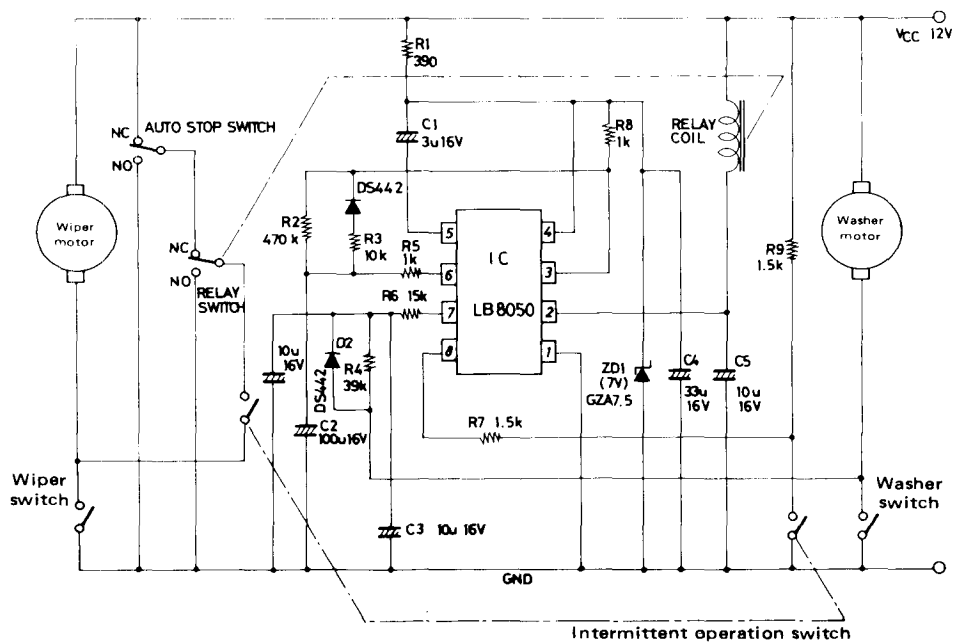 VCC 12V
R1
390
AUTO STOP SWITCH
NC
NO
C1
3u 16V
R8
1k
RELAY
COIL
DS442
R2
470 k
R3
10k
R5
1k
R6 15k
Wiper
motor
NC
NO
RELAY
SWITCH
5
6
7
8
4
3
2
1
IC
LB8050
R9
1.5k
Washer
motor
10u
16V
D2
DS442
R4
39k
C2
100u16V
ZD1
(7V)
GZA7.5
C4
33u
16V
C5
10u
16V
R7 1.5k
Wiper
switch
C3 10u 16V
Washer
switch
GND
Intermittent operation switch